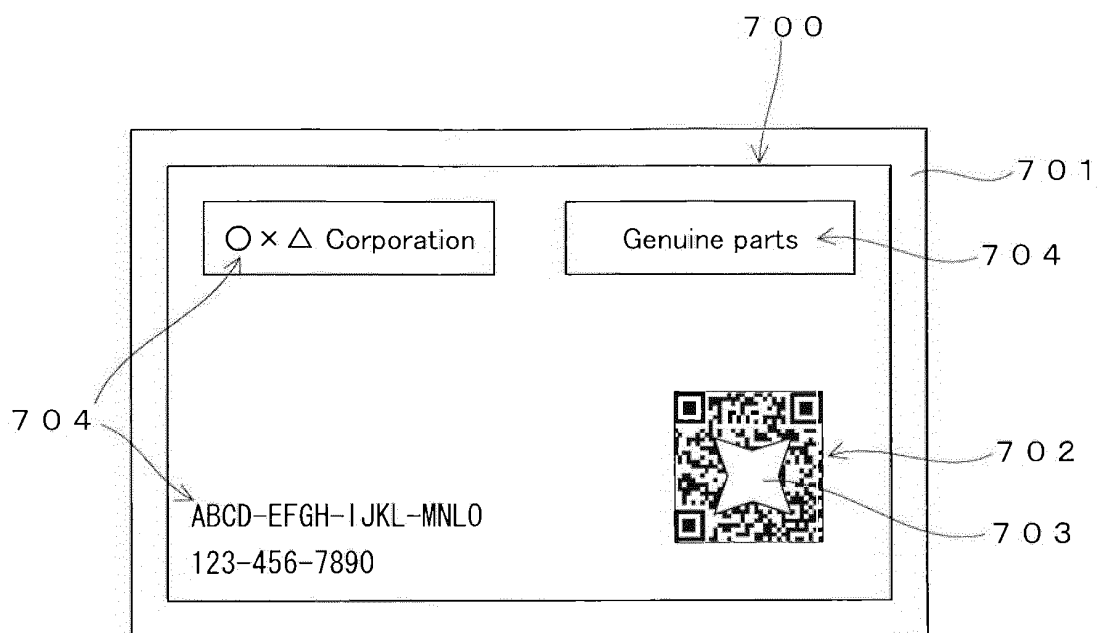 ７００
７０１
○×△ Corporation
Genuine parts
７０４
７０４
７０２
ABCD-EFGH-IJKL-MNLO
７０３
123-456-7890